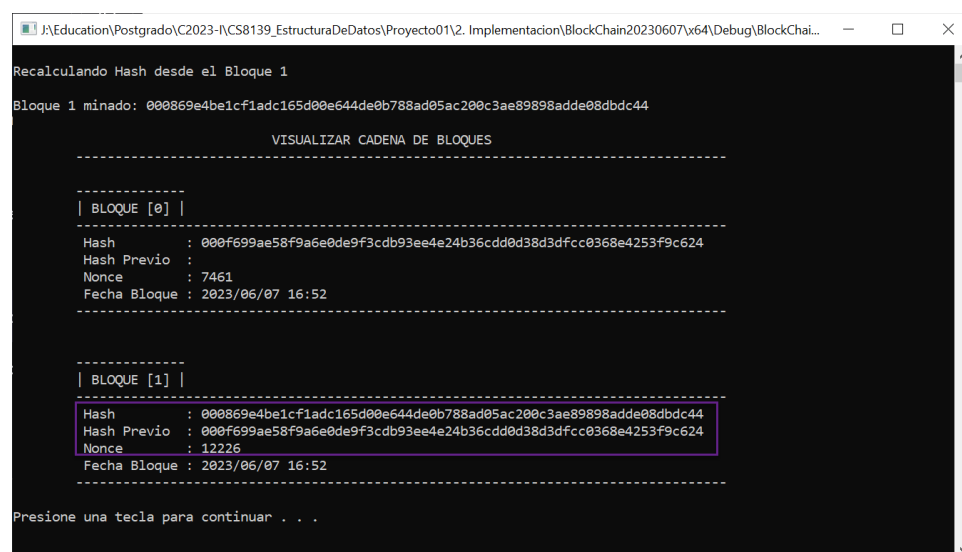 J:\Education\Postgrado\C2023-I\CS8139_EstructuraDeDatos\Proyecto01\2. Implementacion\BlockChain20230607\x64\Debug\BlockChai...
Recalculando Hash desde el Bloque 1
Bloque 1 minado: 000869e4be1cf1adc165d00e644de0b788ad05ac200c3ae89898adde08dbdc44
VISUALIZAR CADENA DE BLOQUES
| BLOQUE [0] |
Hash : 000f699ae58f9a6e0de9f3cdb93ee4e24b36cdd0d38d3dfcc0368e4253f9c624
Hash Previo :
Nonce : 7461
Fecha Bloque : 2023/06/07 16:52
| BLOQUE [1] |
Hash : 000869e4be1cf1adc165d00e644de0b788ad05ac200c3ae89898adde08dbdc44
Hash Previo : 000f699ae58f9a6e0de9f3cdb93ee4e24b36cdd0d38d3dfcc0368e4253f9c624
Nonce : 12226
Fecha Bloque : 2023/06/07 16:52
Presione una tecla para continuar . . .